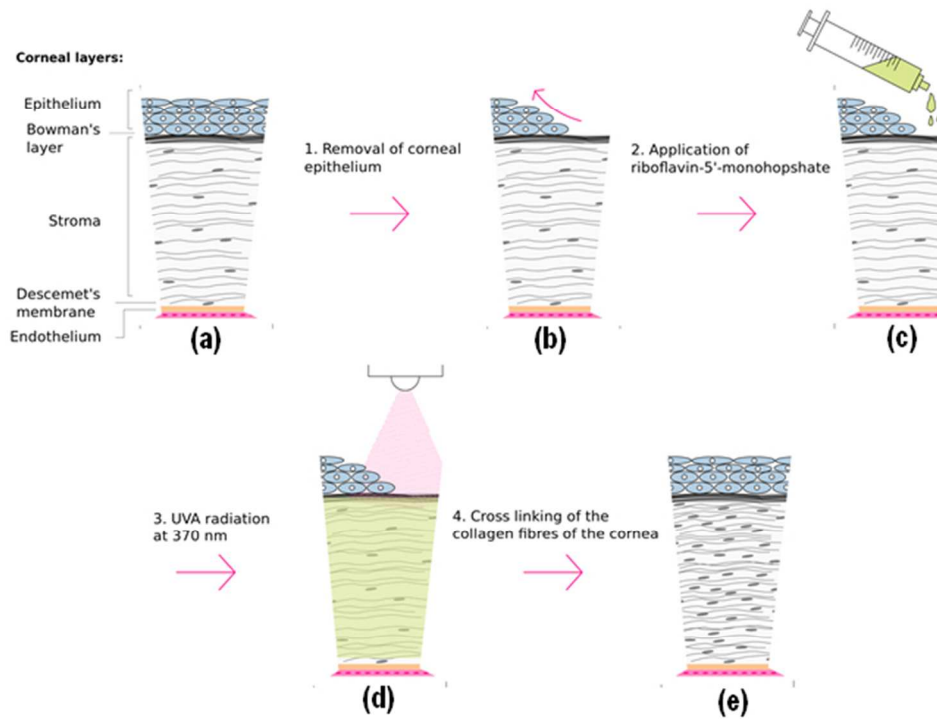 Corneal layers:
Epithelium
Bowman's
layer
Stroma
Descemet's
membrane
Endothelium
(a)
1. Removal of corneal
epithelium
(b)
2. Application of
riboflavin-5'-monohopshate
(c)
3. UVA radiation
at 370 nm
(d)
4. Cross linking of the
collagen fibres of the cornea
(e)